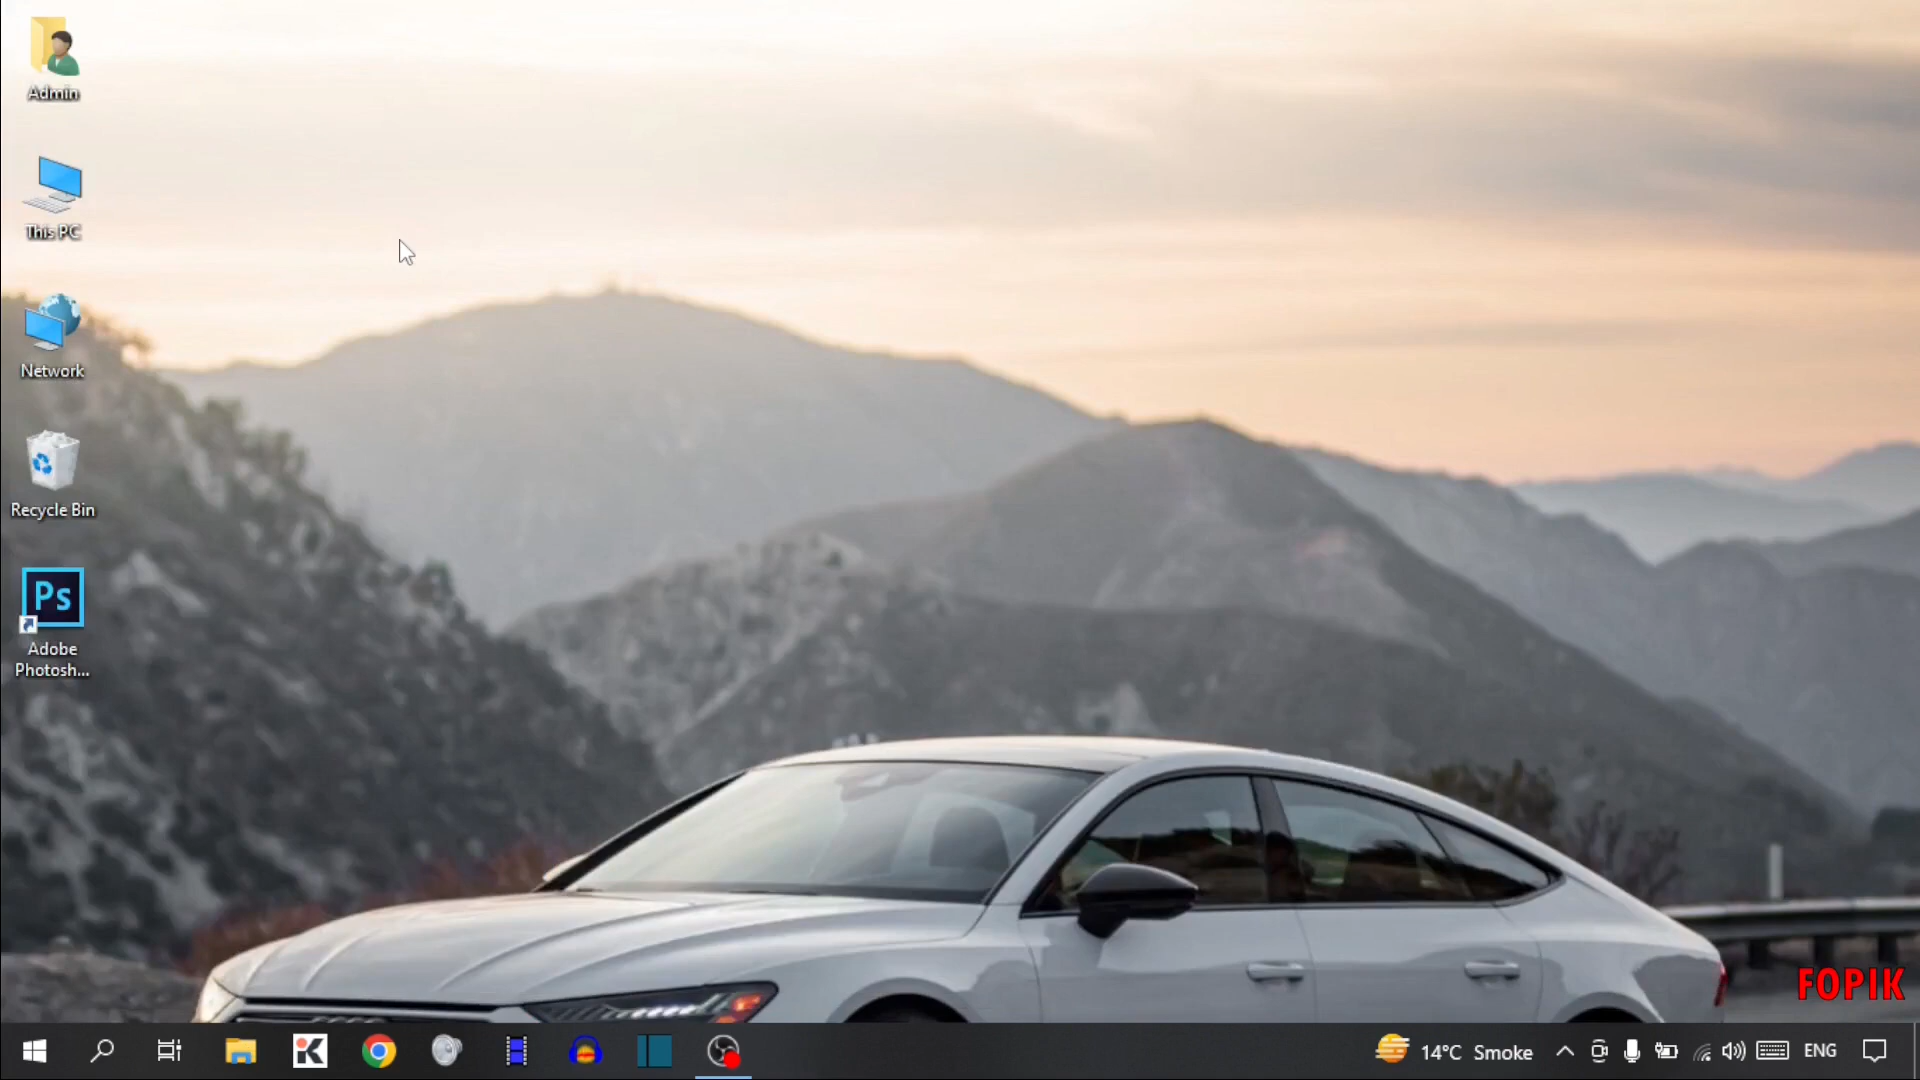 Admin
This PC
Network
Recycle Bin
Ps
Adobe
Photosh...
FOPIK
K
14°C Smoke
ENG